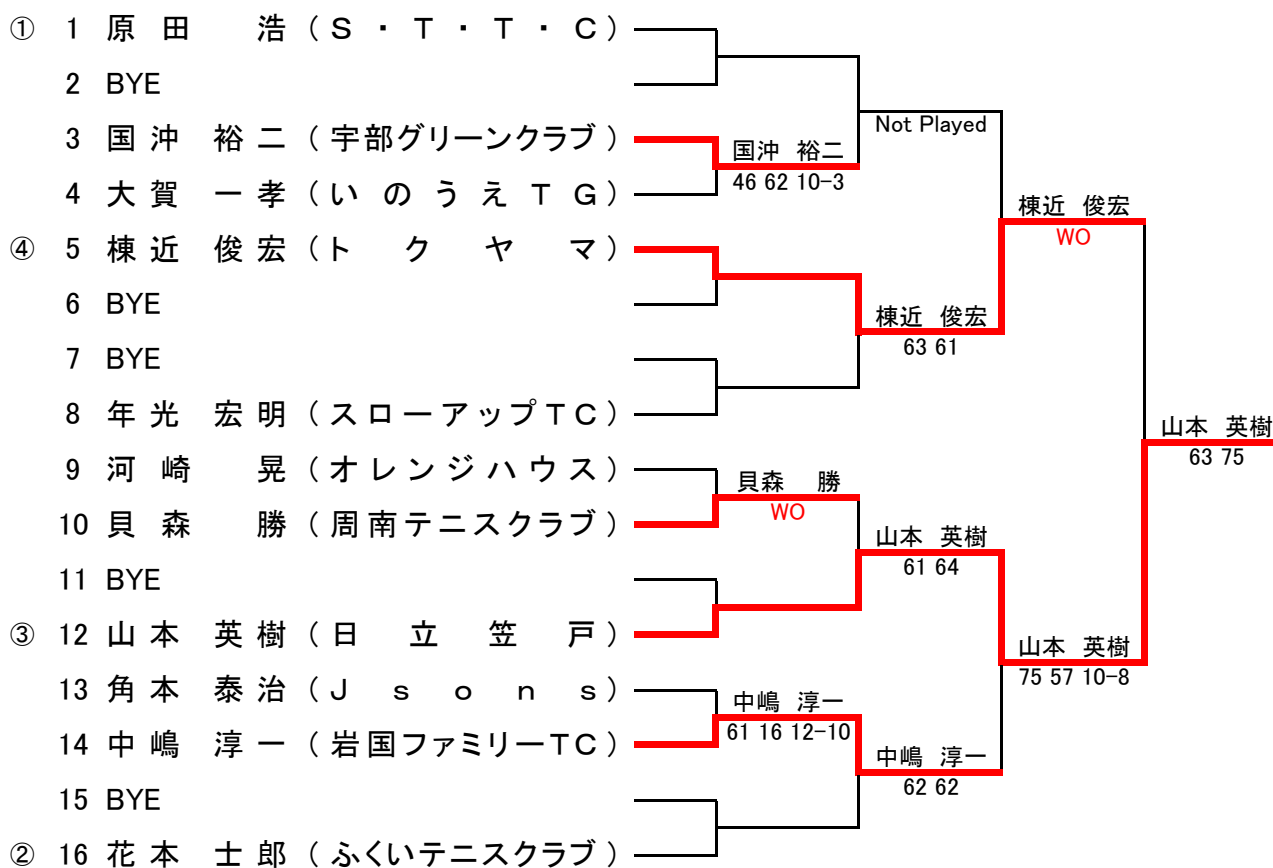 ① 1 原田 浩 (S・T・T・C)
2 BYE
3 国沖 裕二 (宇部グリーンクラブ)
4 大賀 一孝 (いのうえTG)
④ 5 棟近 俊宏 (トクヤマ)
6 BYE
7 BYE
8 年光 宏明 (スローアップTC)
9 河崎 晃 (オレンジハウス)
10 貝森 勝 (周南テニスクラブ)
11 BYE
③ 12 山本 英樹 (日立笠戸)
13 角本 泰治 (Jsons)
14 中嶋 淳一 (岩国ファミリーTC)
15 BYE
② 16 花本 士郎 (ふくいテニスクラブ)
国沖 裕二
46 62 10-3
貝森 勝
WO
中嶋 淳一
61 16 12-10
Not Played
棟近 俊宏
63 61
山本 英樹
61 64
中嶋 淳一
62 62
棟近 俊宏
WO
山本 英樹
75 57 10-8
山本 英樹
63 75